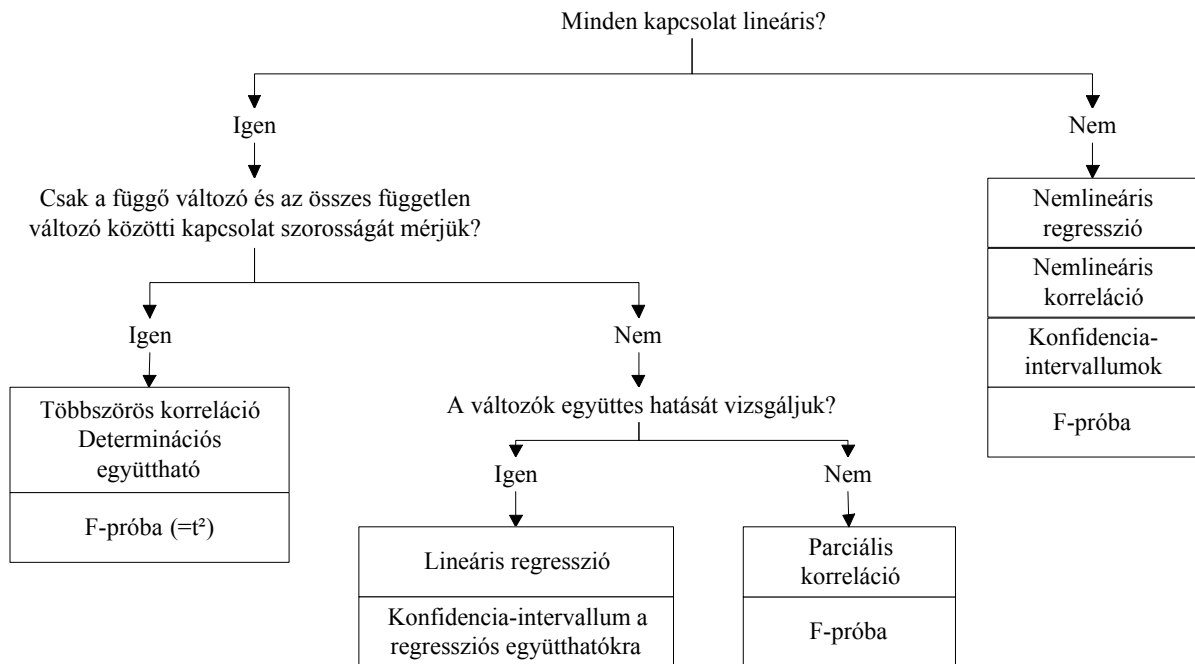 Minden kapcsolat lineáris?
Igen
Nem
Csak a függő változó és az összes független
változó közötti kapcsolat szorosságát mérjük?
Nemlineáris
regresszió
Nemlineáris
korreláció
Konfidencia-
intervallumok
F-próba
Igen
Nem
Többszörös korreláció
Determinációs
együttható
F-próba (=t²)
A változók együttes hatását vizsgáljuk?
Igen
Nem
Lineáris regresszió
Konfidencia-intervallum a
regressziós együtthatókra
Parciális
korreláció
F-próba